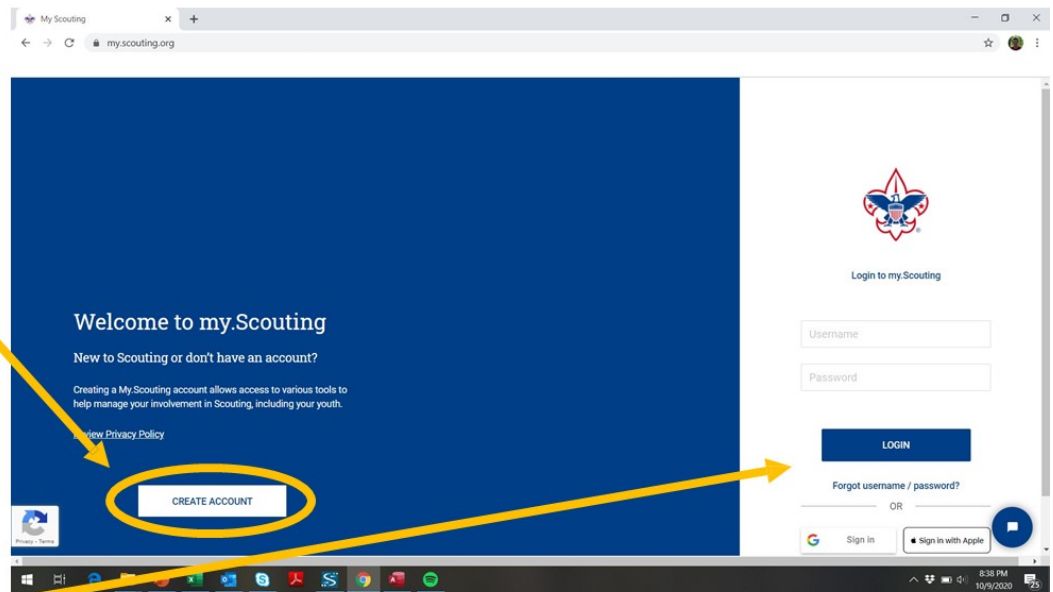 My Scouting
my.scouting.org
Welcome to my.Scouting
New to Scouting or don't have an account?
Creating a My.Scouting account allows access to various tools to
help manage your involvement in Scouting, including your youth.
Privacy Policy
CREATE ACCOUNT
Privacy - Terms
Login to my.Scouting
Username
Password
LOGIN
Forgot username / password?
OR
Sign in
Sign in with Apple
8:38 PM
10/9/2020
25